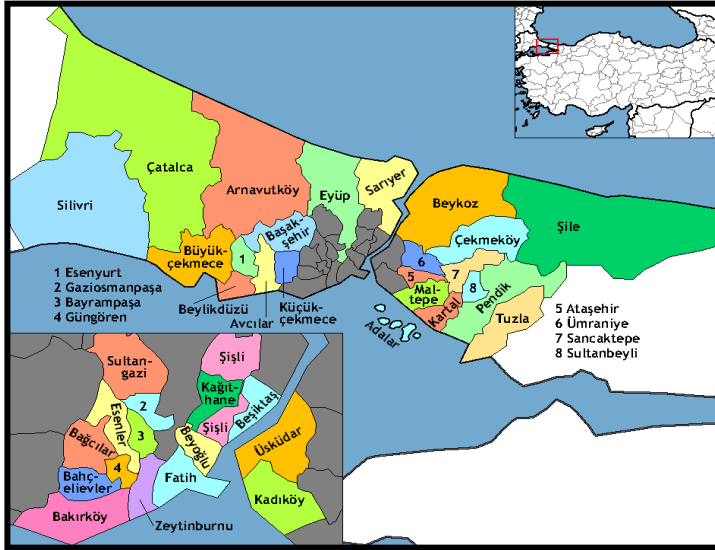 Çatalca
Silivri
Arnavutköy
Eyüp
Sarıyer
Başak-
şehir
Büyük-
çekmece
1
Beylikdüzü
Avcılar
Küçük-
çekmece
1 Esenyurt
2 Gaziosmanpaşa
3 Bayrampaşa
4 Güngören
Beykoz
Şile
Çekmeköy
6
7
5
8
Mal-
tepe
Kartal
Pendik
Tuzla
Adalar
5 Ataşehir
6 Ümraniye
7 Sancaktepe
8 Sultanbeyli
Sultan-
gazi
Şişli
Kağıt-
hane
2
Esenler
3
Şişli
Beşiktaş
Beyoğlu
Bağcılar
4
Bahç-
elievler
Fatih
Üsküdar
Kadıköy
Bakırköy
Zeytinburnu